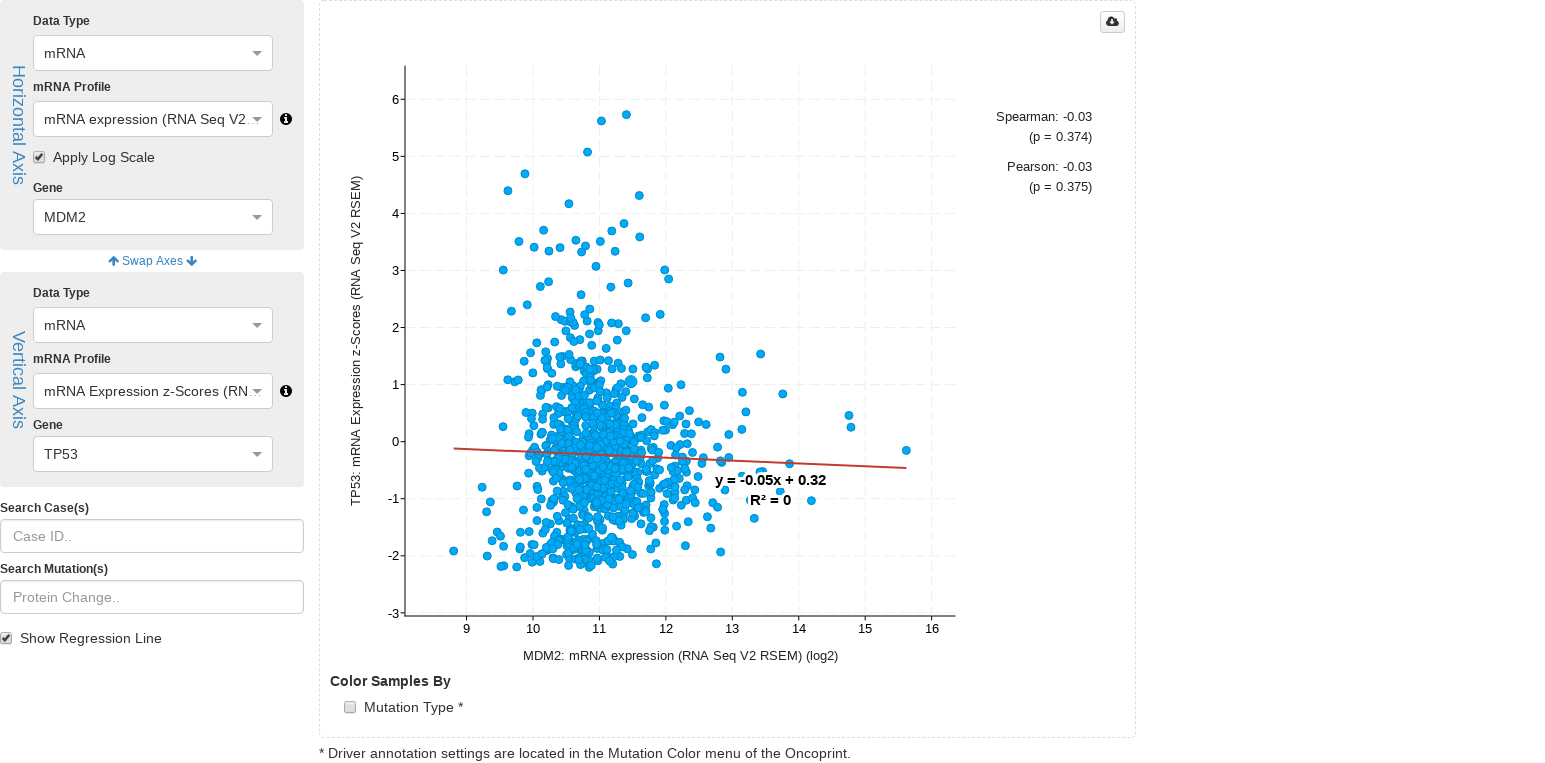 Horizontal Axis
Data Type
mRNA
mRNA Profile
mRNA expression (RNA Seq V2 …
Apply Log Scale
Gene
MDM2
Swap Axes
Vertical Axis
Data Type
mRNA
mRNA Profile
mRNA Expression z-Scores (RN…
Gene
TP53
Search Case(s)
Case ID..
Search Mutation(s)
Protein Change..
Show Regression Line
TP53: mRNA Expression z-Scores (RNA Seq V2 RSEM)
6
5
4
3
2
1
0
-1
-2
-3
9 10 11 12 13 14 15 16
MDM2: mRNA expression (RNA Seq V2 RSEM) (log2)
y = -0.05x + 0.32
R² = 0
Spearman: -0.03
(p = 0.374)
Pearson: -0.03
(p = 0.375)
Color Samples By
Mutation Type *
* Driver annotation settings are located in the Mutation Color menu of the Oncoprint.